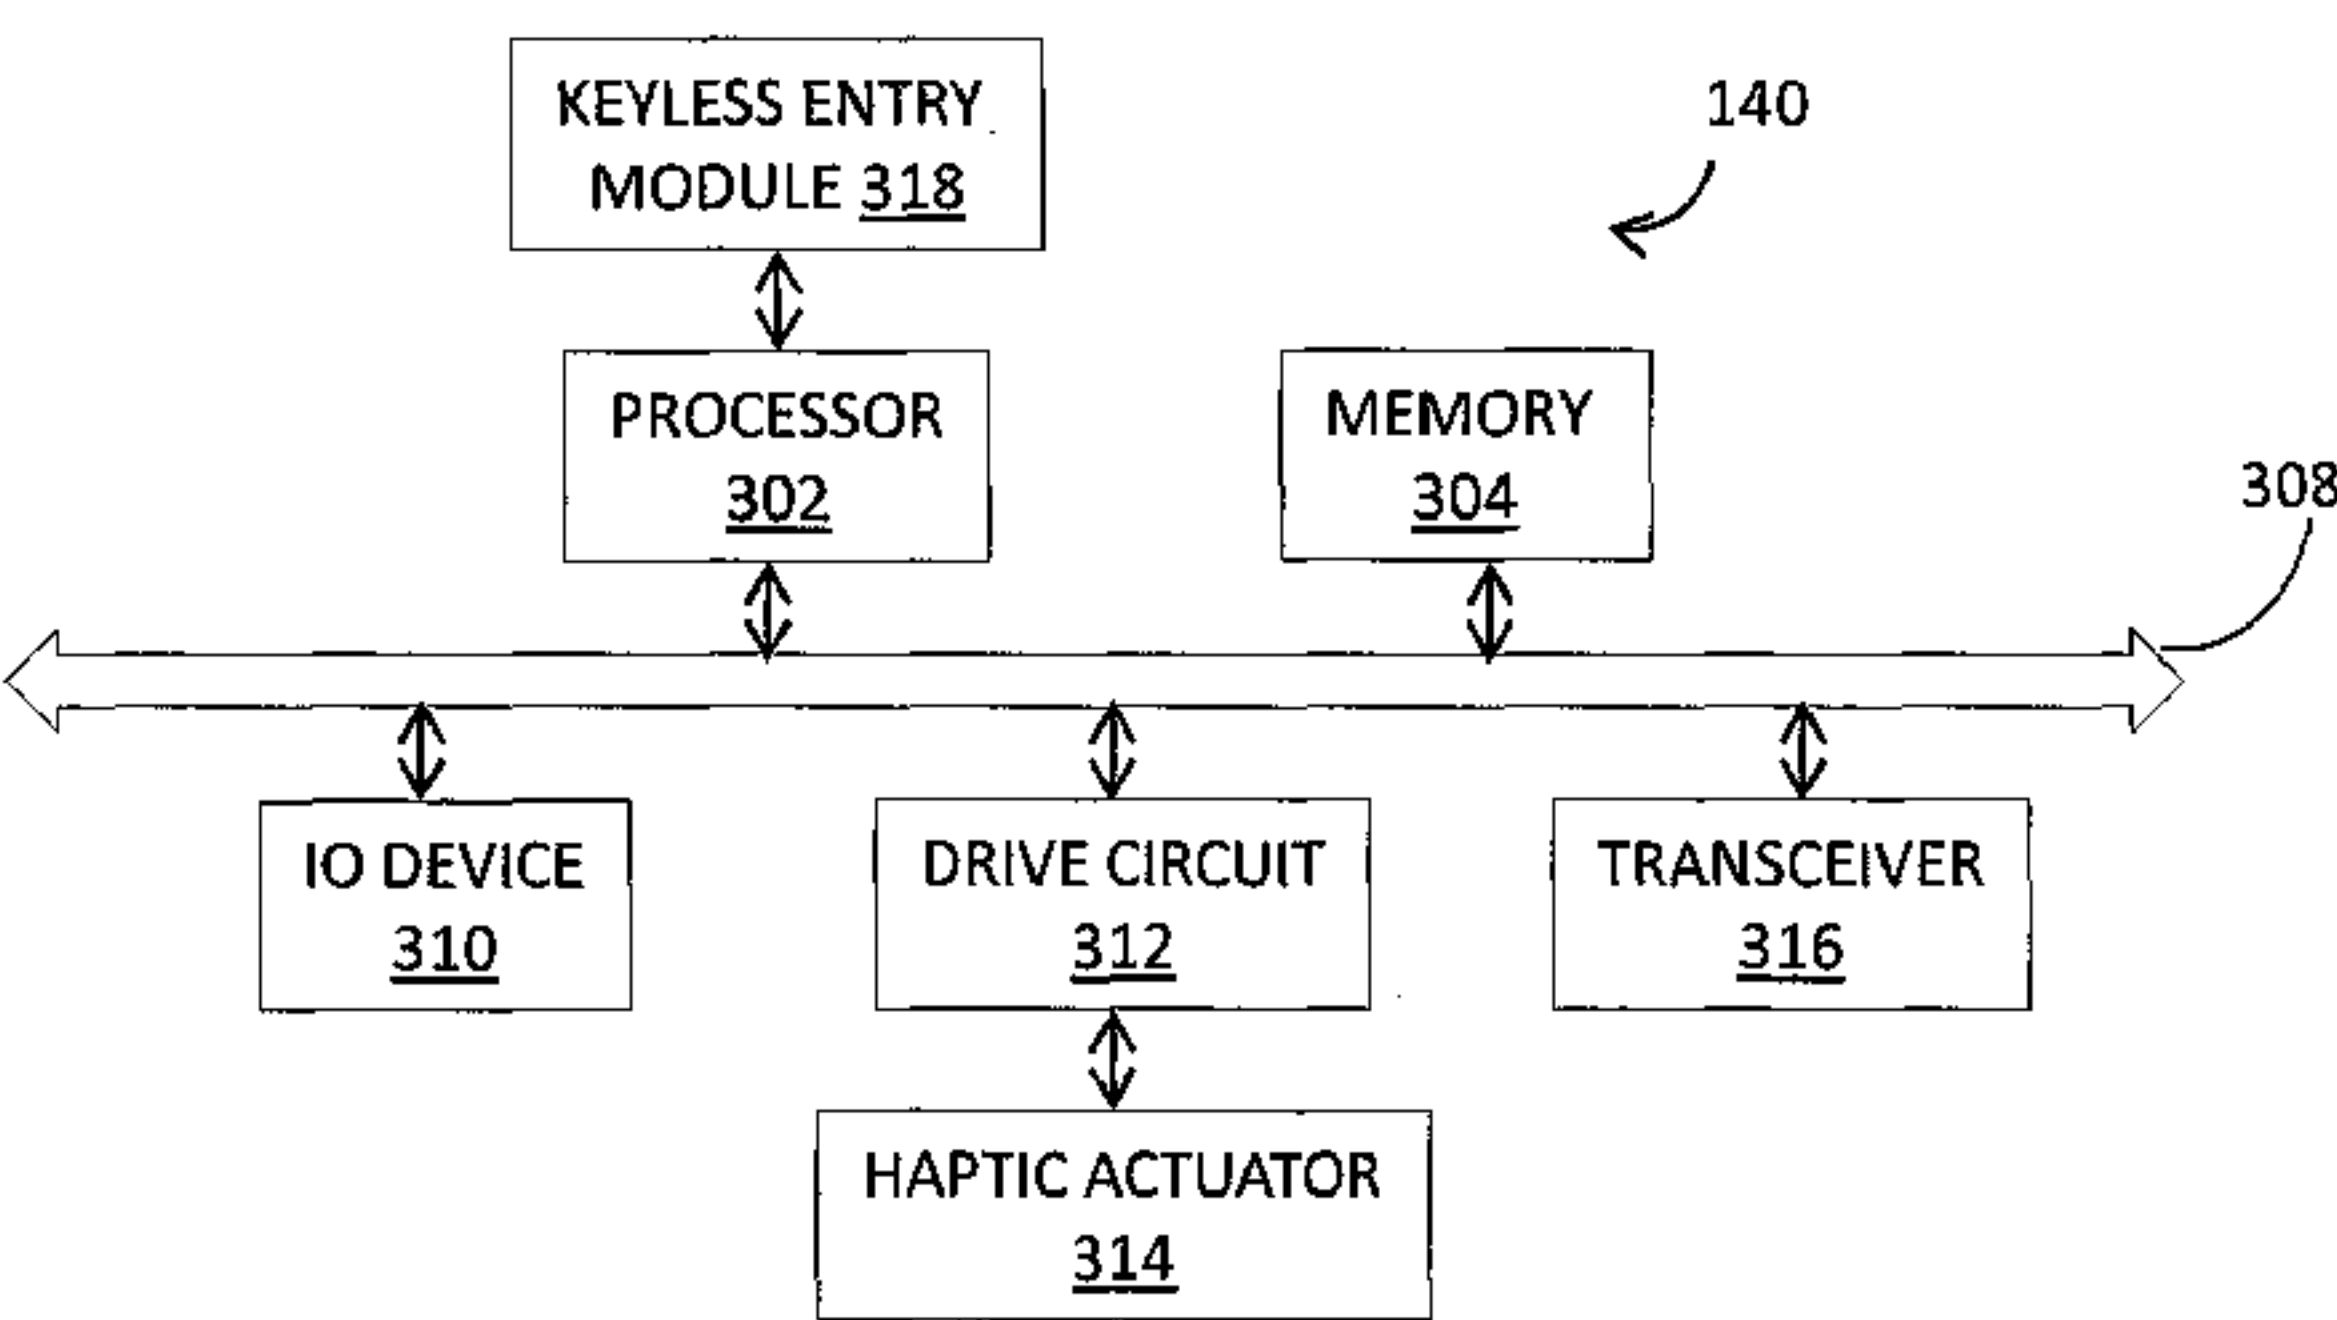 KEYLESS ENTRY
MODULE 318
140
PROCESSOR
302
MEMORY
304
308
IO DEVICE
310
DRIVE CIRCUIT
312
TRANSCEIVER
316
HAPTIC ACTUATOR
314